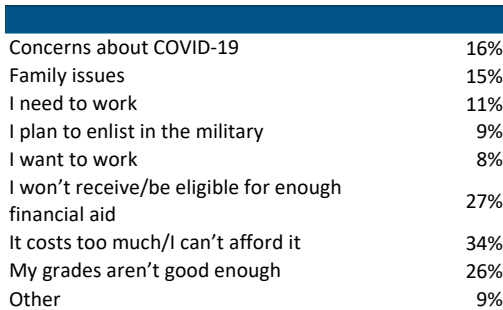 Concerns about COVID-19 16%
Family issues 15%
I need to work 11%
I plan to enlist in the military 9%
I want to work 8%
I won’t receive/be eligible for enough
financial aid 27%
It costs too much/I can’t afford it 34%
My grades aren’t good enough 26%
Other 9%